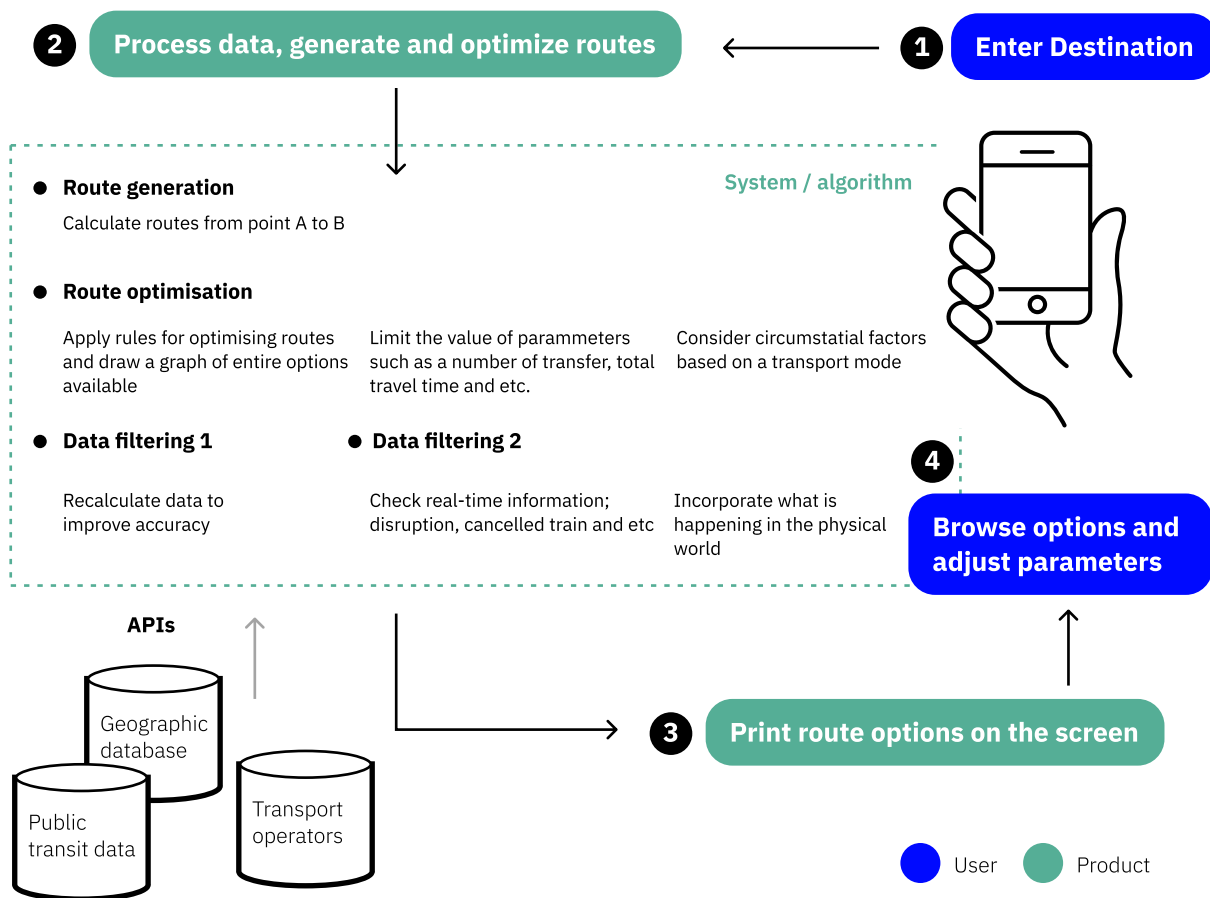 2
Process data, generate and optimize routes
1
Enter Destination
System / algorithm
Route generation
Calculate routes from point A to B
Route optimisation
Apply rules for optimising routes
and draw a graph of entire options
available
Limit the value of parammeters
such as a number of transfer, total
travel time and etc.
Consider circumstatial factors
based on a transport mode
Data filtering 1
Recalculate data to
improve accuracy
Data filtering 2
Check real-time information;
disruption, cancelled train and etc
Incorporate what is
happening in the physical
world
4
Browse options and
adjust parameters
APIs
Geographic
database
Public
transit data
Transport
operators
3
Print route options on the screen
User
Product